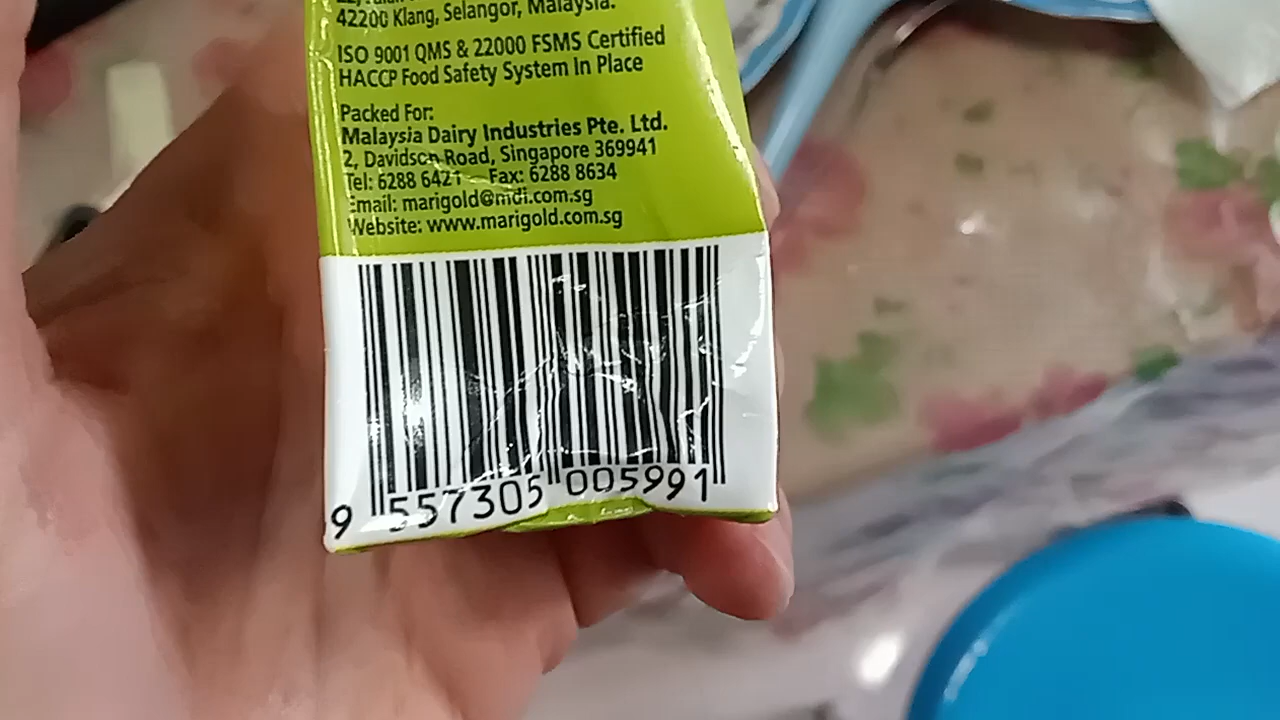 42200 Klang, Selangor, Malaysia.
ISO 9001 QMS & 22000 FSMS Certified
HACCP Food Safety System In Place
Packed For:
Malaysia Dairy Industries Pte. Ltd.
2, Davidson Road, Singapore 369941
Tel: 6288 6421 Fax: 6288 8634
Email: marigold@mdi.com.sg
Website: www.marigold.com.sg
9 557305 005991